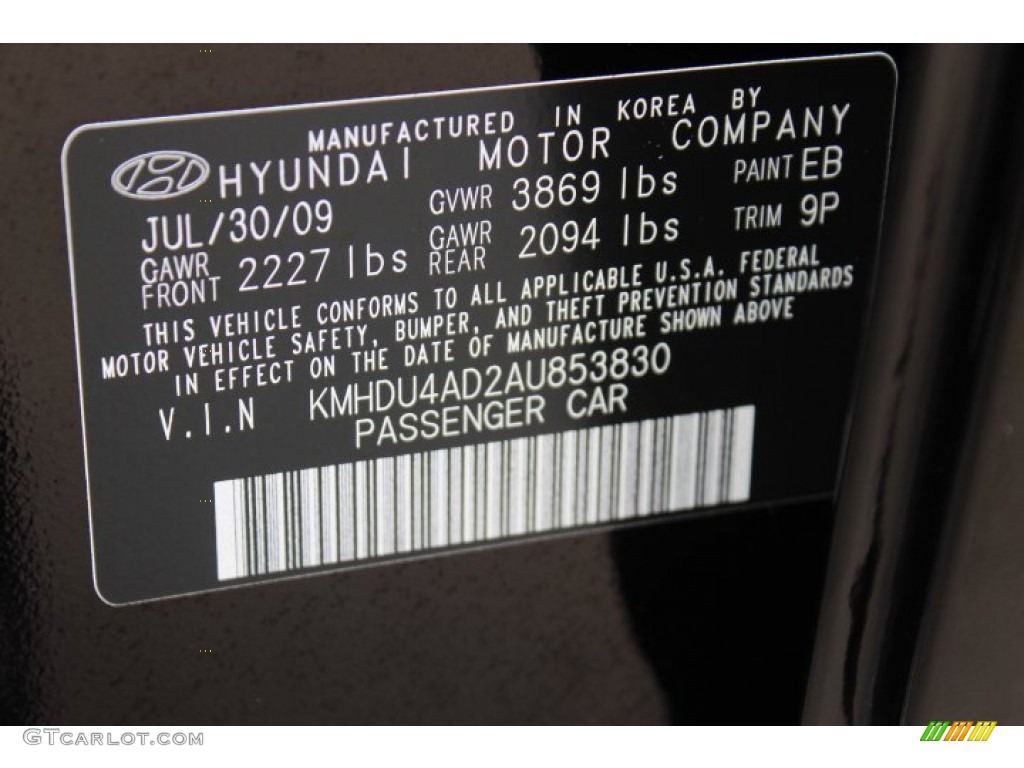 MANUFACTURED IN KOREA BY
HYUNDAI MOTOR COMPANY
JUL/30/09 GVWR 3869 lbs PAINT EB
GAWR FRONT 2227 lbs GAWR REAR 2094 lbs TRIM 9P
THIS VEHICLE CONFORMS TO ALL APPLICABLE U.S.A. FEDERAL
MOTOR VEHICLE SAFETY, BUMPER, AND THEFT PREVENTION STANDARDS
IN EFFECT ON THE DATE OF MANUFACTURE SHOWN ABOVE
V.I.N KMHDU4AD2AU853830
PASSENGER CAR
GTCARLOT.COM